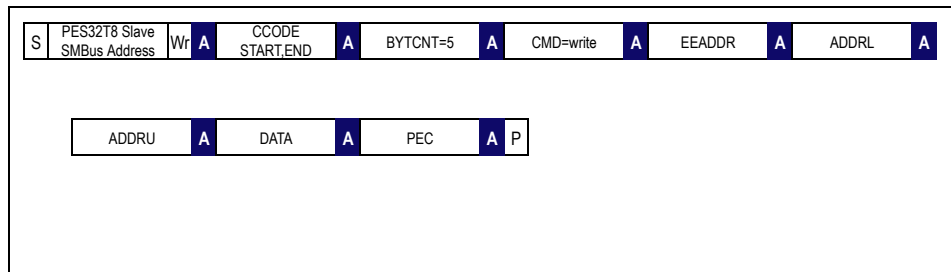 S PES32T8 Slave SMBus Address Wr A CCODE START,END A BYTCNT=5 A CMD=write A EEADDR A ADDRL A
ADDRU A DATA A PEC A P